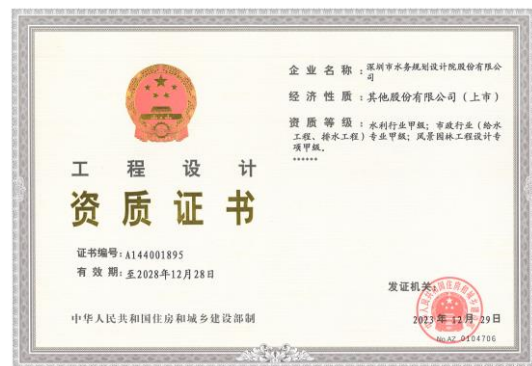 工程设计
资质证书
证书编号：A144001895
有效期：至2028年12月28日
中华人民共和国住房和城乡建设部制
企业名称：深圳市水务规划设计院股份有限公
司
经济性质：其他股份有限公司（上市）
资质等级：水利行业甲级；市政行业（给水
工程、排水工程）专业甲级；风景园林工程设计专
项甲级。
******
发证机关：
2023年12月29日
No.AZ 0104706